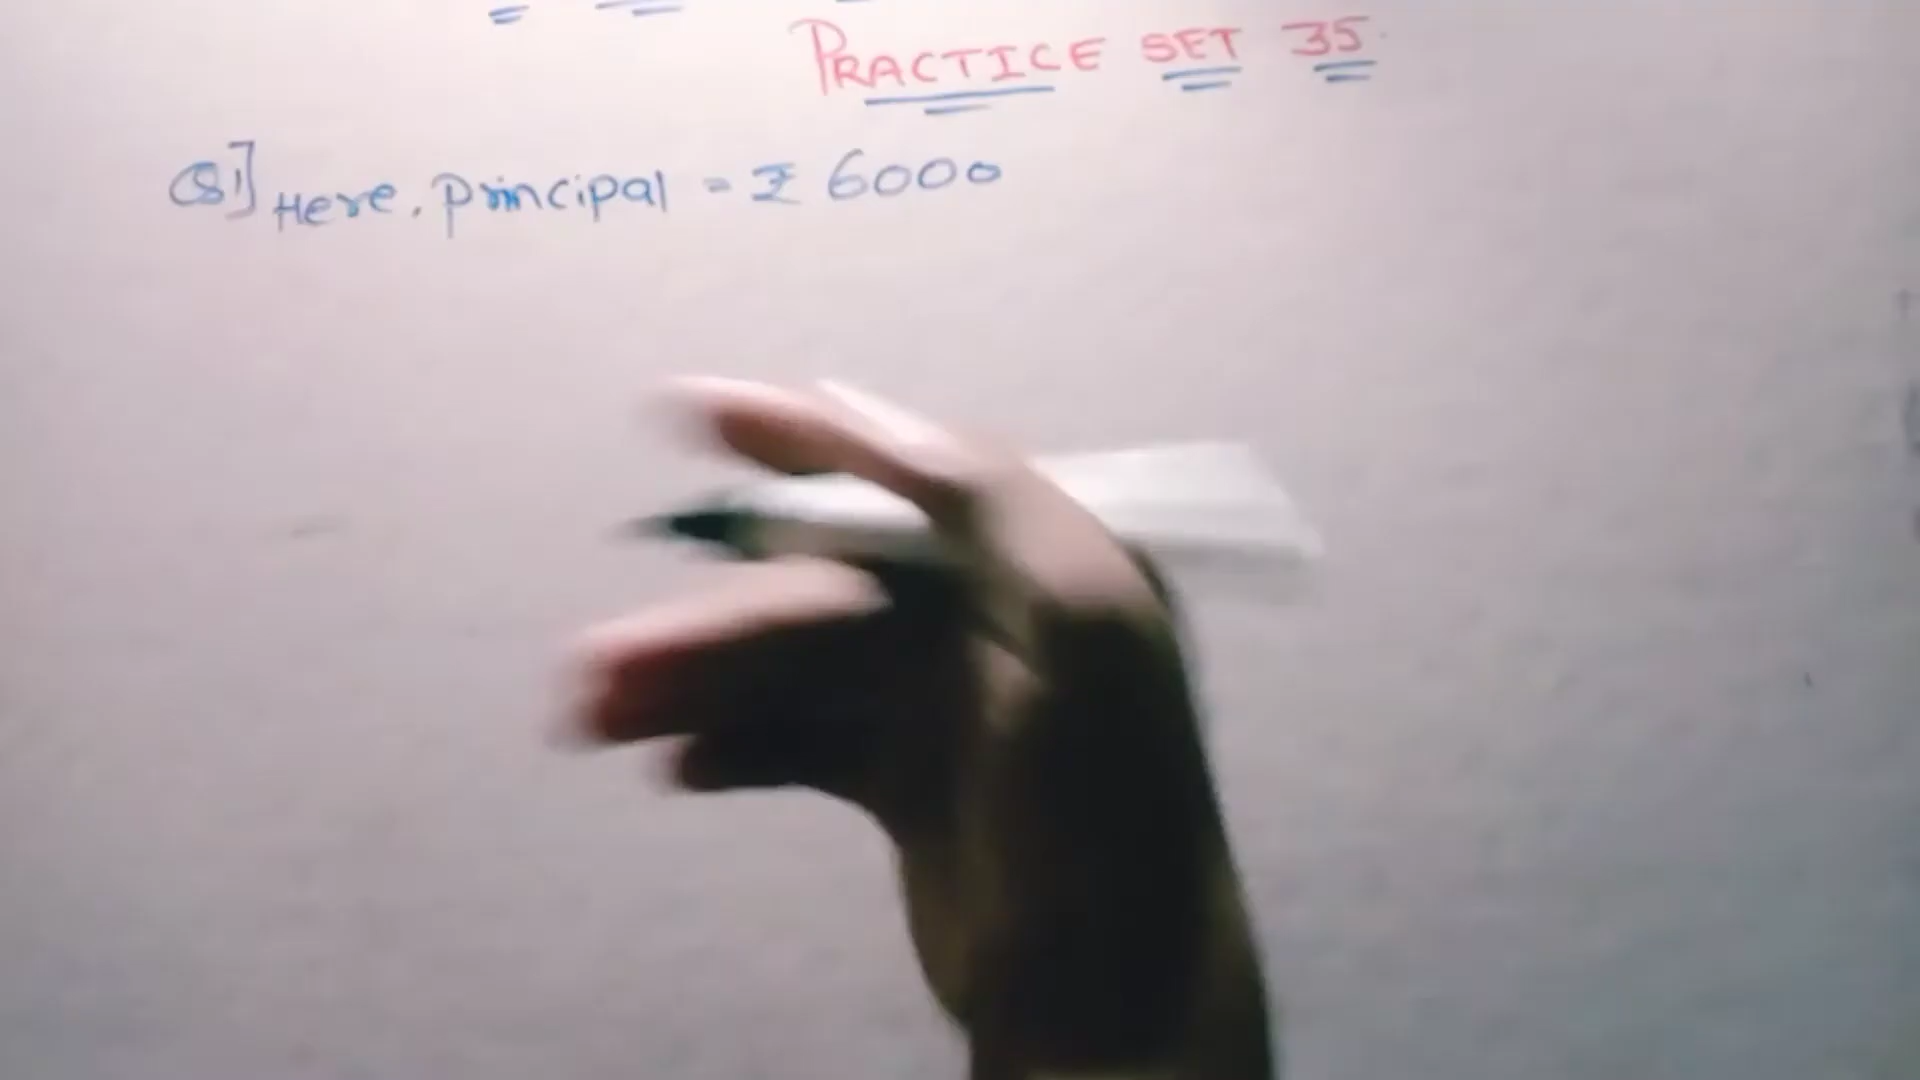 PRACTICE SET 35
Q1] Here, principal = ₹ 6000